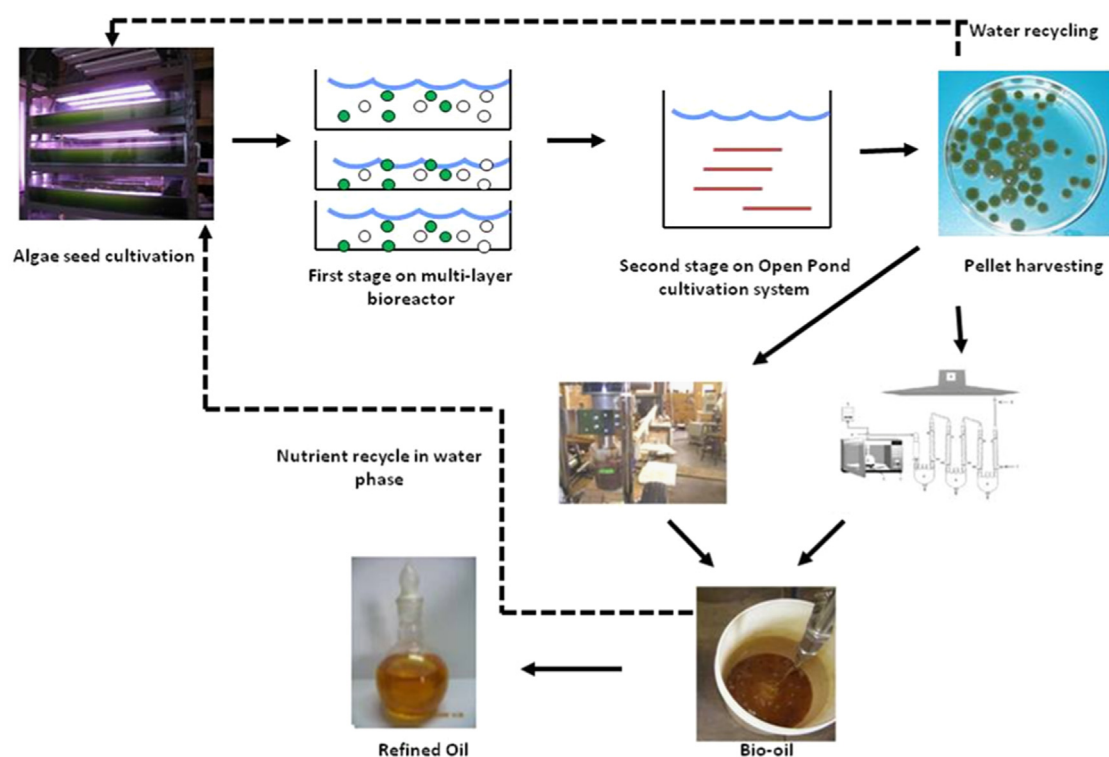 Water recycling
Algae seed cultivation
First stage on multi-layer
bioreactor
Second stage on Open Pond
cultivation system
Pellet harvesting
Nutrient recycle in water
phase
Refined Oil
Bio-oil